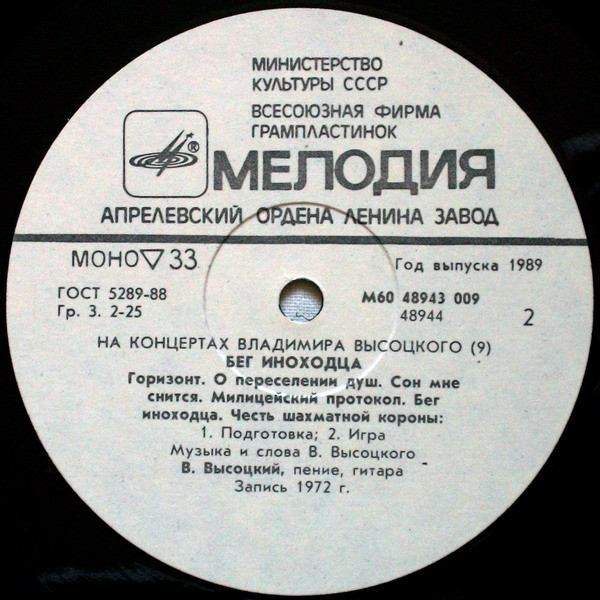 МИНИСТЕРСТВО
КУЛЬТУРЫ СССР
ВСЕСОЮЗНАЯ ФИРМА
ГРАМПЛАСТИНОК
® МЕЛОДИЯ
АПРЕЛЕВСКИЙ ОРДЕНА ЛЕНИНА ЗАВОД
МОНО ▽ 33
Год выпуска 1989
ГОСТ 5289-88
М60 48943 009
Гр. 3. 2-25
48944
2
НА КОНЦЕРТАХ ВЛАДИМИРА ВЫСОЦКОГО (9)
БЕГ ИНОХОДЦА
Горизонт. О переселении душ. Сон мне
снится. Милицейский протокол. Бег
иноходца. Честь шахматной короны:
1. Подготовка; 2. Игра
Музыка и слова В. Высоцкого
В. Высоцкий, пение, гитара
Запись 1972 г.